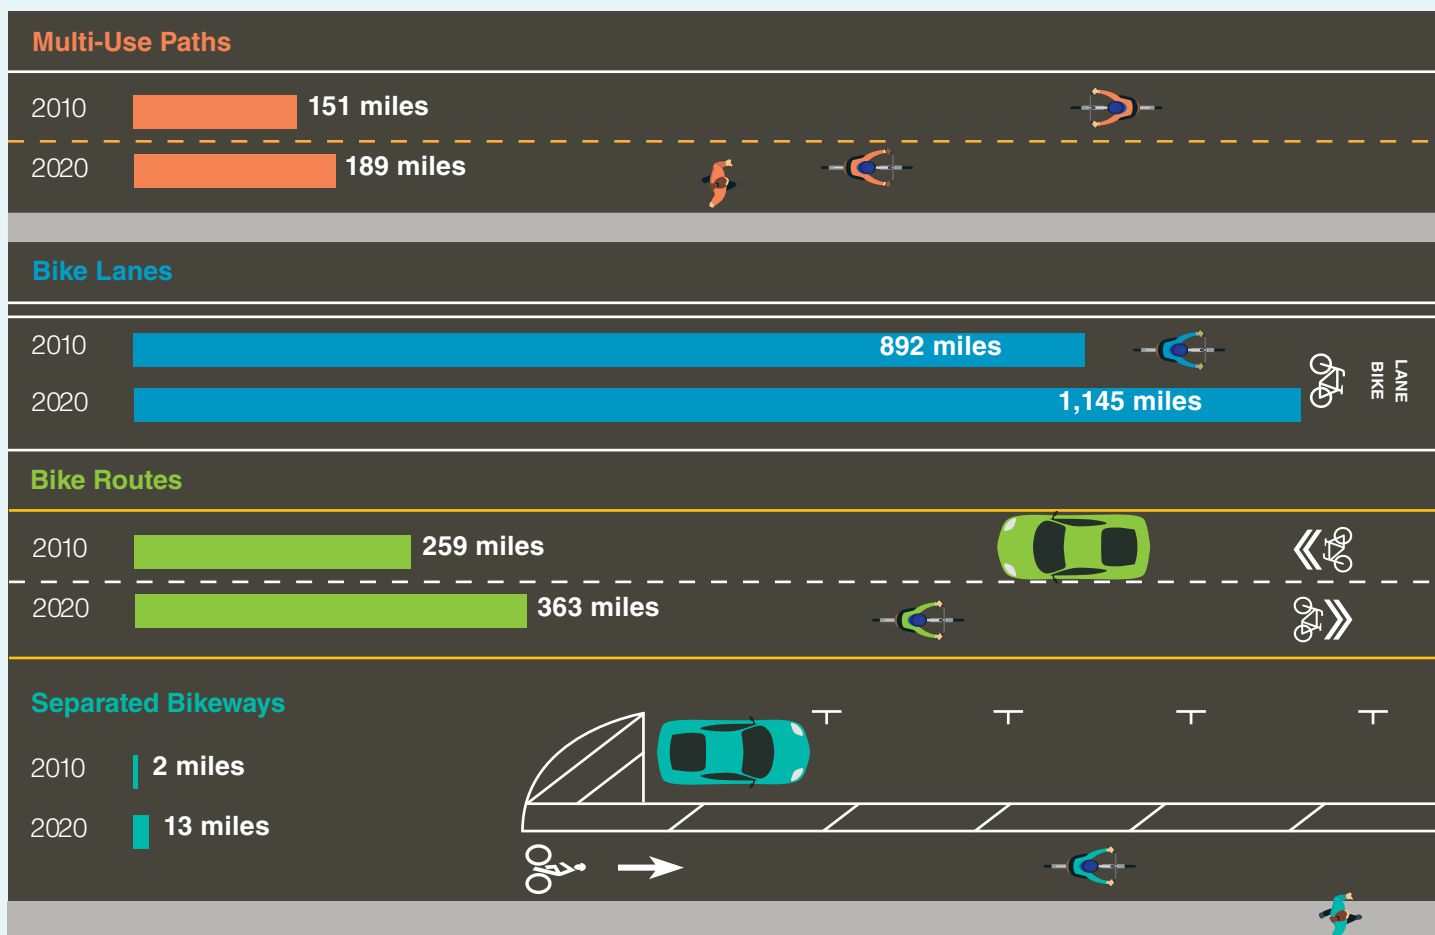 Multi-Use Paths
2010 151 miles
2020 189 miles
Bike Lanes
2010 892 miles
2020 1,145 miles
LANE
BIKE
Bike Routes
2010 259 miles
2020 363 miles
Separated Bikeways
2010 2 miles
2020 13 miles